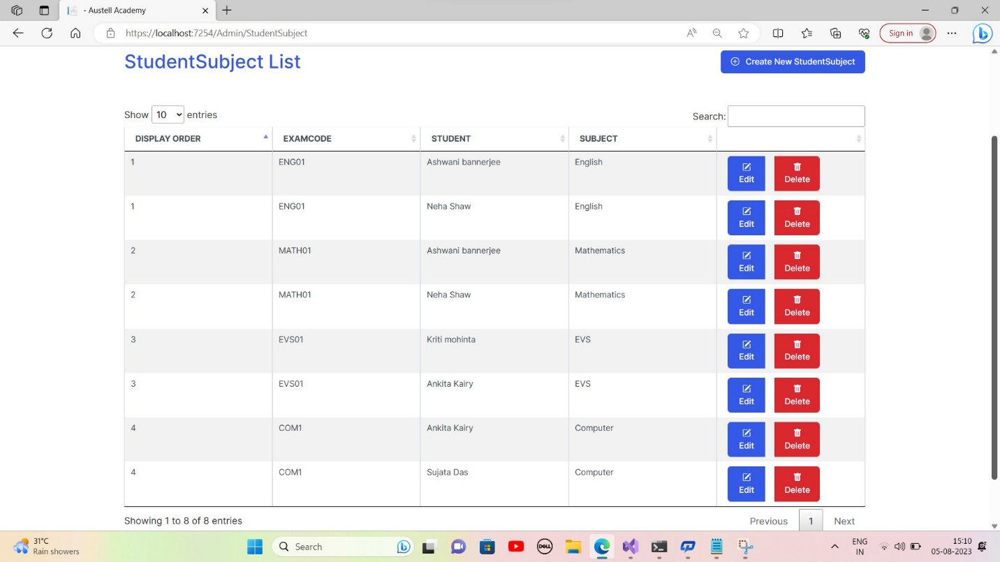 - Austell Academy
https://localhost:7254/Admin/StudentSubject
Sign in
StudentSubject List
Create New StudentSubject
Show 10 entries
Search:
DISPLAY ORDER EXAMCODE STUDENT SUBJECT
1 ENG01 Ashwani bannerjee English Edit Delete
1 ENG01 Neha Shaw English Edit Delete
2 MATH01 Ashwani bannerjee Mathematics Edit Delete
2 MATH01 Neha Shaw Mathematics Edit Delete
3 EVS01 Kriti mohinta EVS Edit Delete
3 EVS01 Ankita Kairy EVS Edit Delete
4 COM1 Ankita Kairy Computer Edit Delete
4 COM1 Sujata Das Computer Edit Delete
Showing 1 to 8 of 8 entries
Previous 1 Next
31°C
Rain showers
Search
DELL
ENG
IN
15:10
05-08-2023